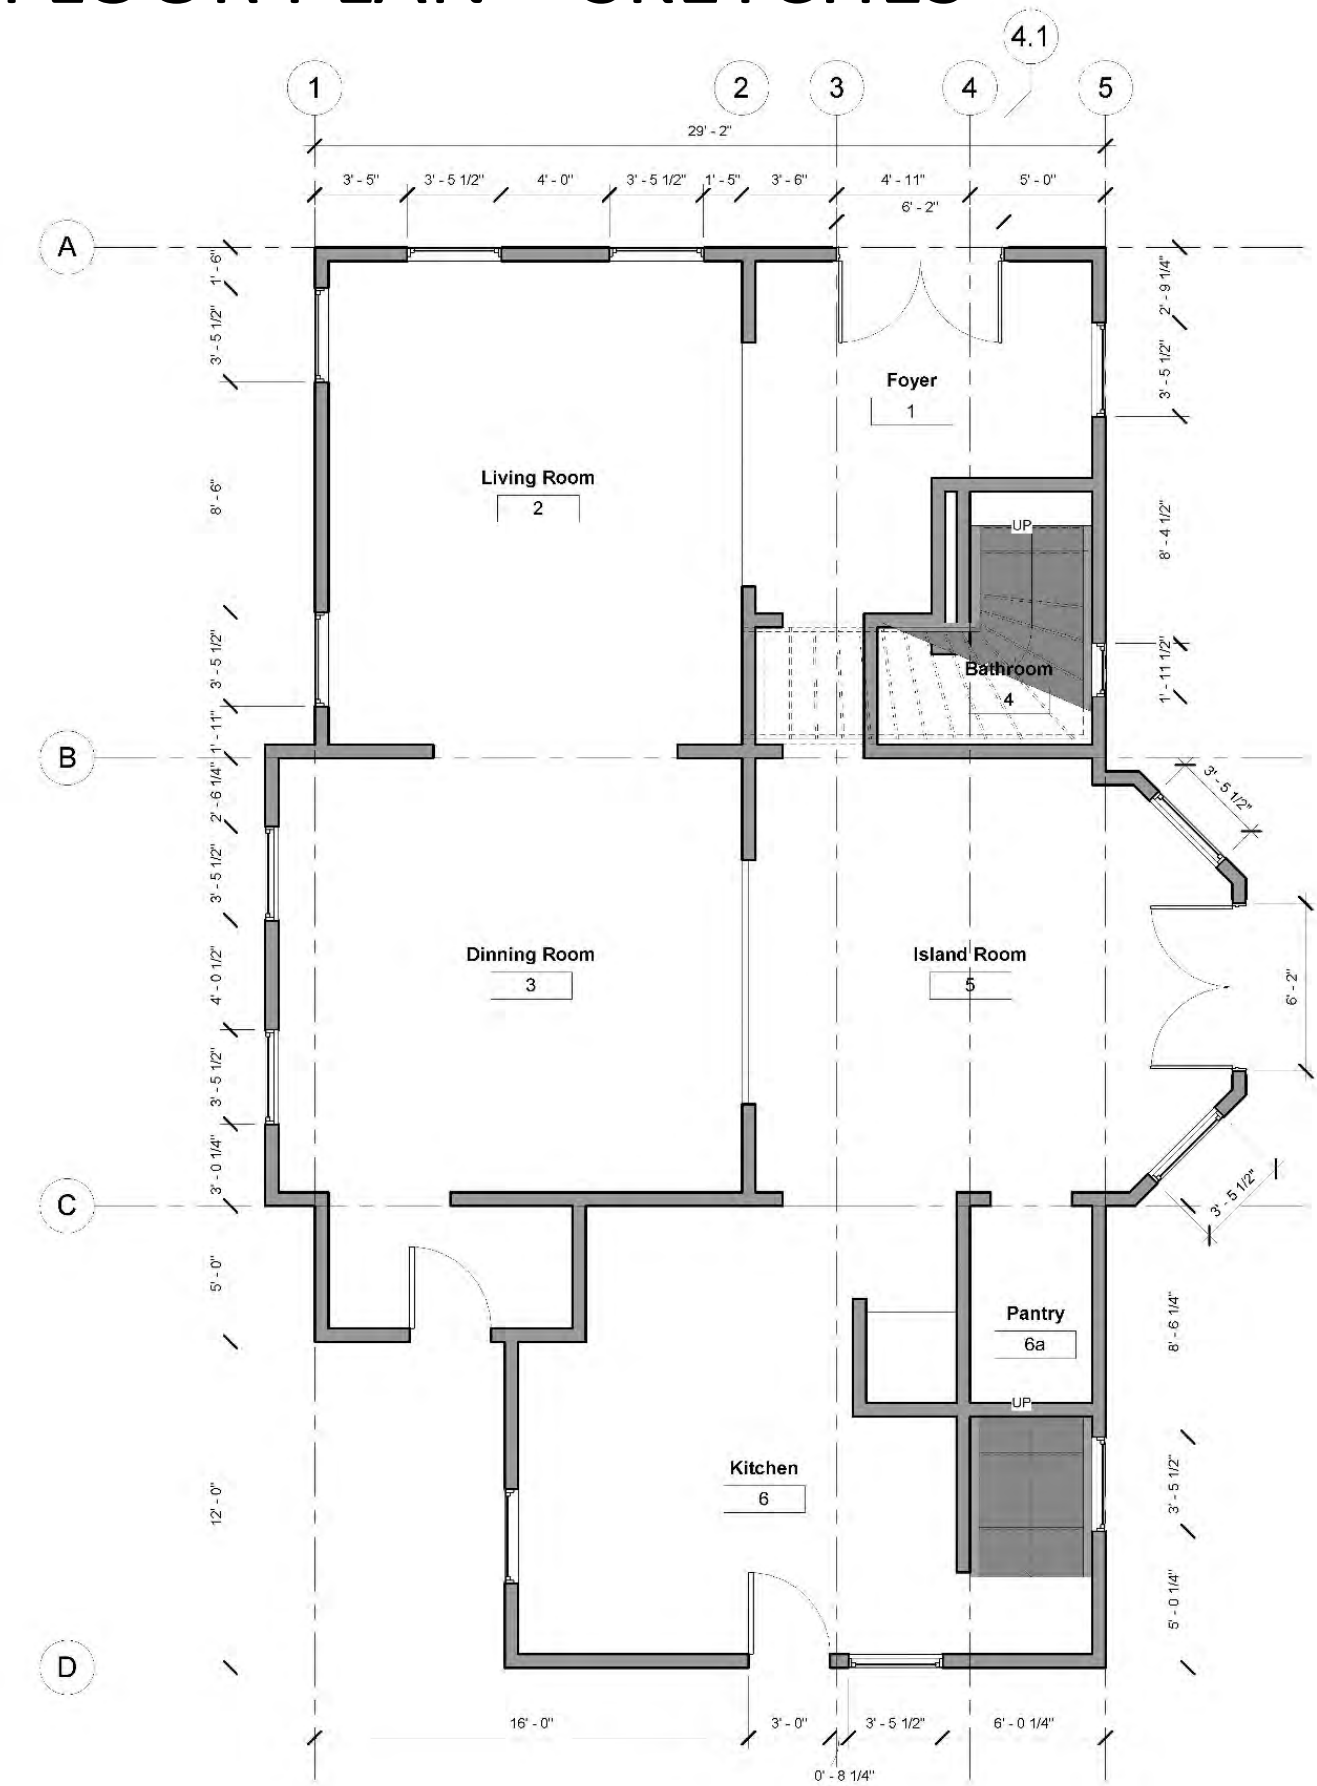 FLOOR PLAN - SKETCHES
4.1
1
2
3
4
5
29' - 2"
3' - 5"
3' - 5 1/2"
4' - 0"
3' - 5 1/2"
1' - 5"
3' - 6"
4' - 11"
5' - 0"
6' - 2"
A
1' - 6"
2' - 9 1/4"
3' - 5 1/2"
3' - 5 1/2"
Foyer
1
Living Room
2
8' - 6"
8' - 4 1/2"
UP
3' - 5 1/2"
Bathroom
4
1' - 11 1/2"
1' - 11"
B
2' - 6 1/4"
3' - 5 1/2"
3' - 5 1/2"
Dinning Room
3
Island Room
5
4' - 0 1/2"
6' - 2"
3' - 5 1/2"
3' - 0 1/4"
3' - 5 1/2"
C
5' - 0"
Pantry
6a
8' - 6 1/4"
UP
Kitchen
6
12' - 0"
3' - 5 1/2"
5' - 0 1/4"
D
16' - 0"
3' - 0"
3' - 5 1/2"
6' - 0 1/4"
0' - 8 1/4"